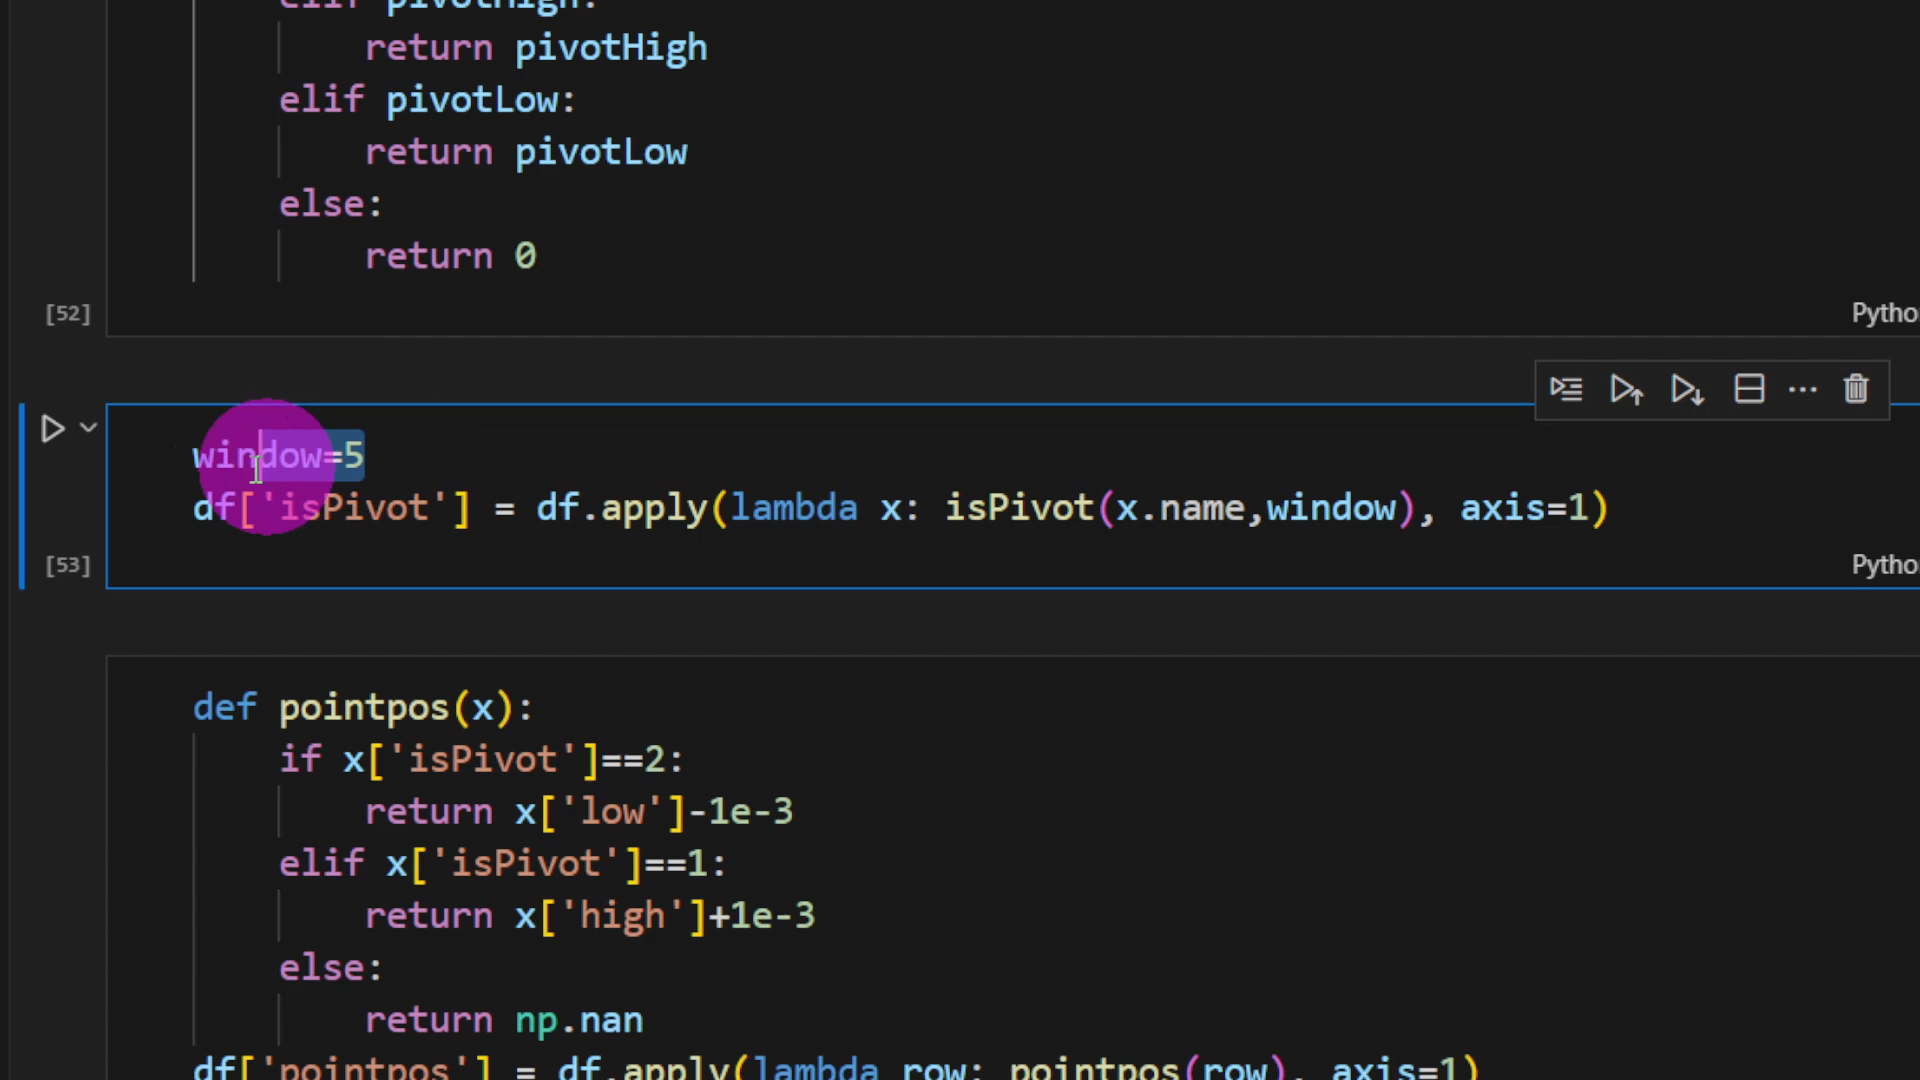 elif pivotHigh:
return pivotHigh
elif pivotLow:
return pivotLow
else:
return 0
[52]
Pytho
window=5
df['isPivot'] = df.apply(lambda x: isPivot(x.name,window), axis=1)
[53]
Pytho
def pointpos(x):
if x['isPivot']==2:
return x['low']-1e-3
elif x['isPivot']==1:
return x['high']+1e-3
else:
return np.nan
df['pointpos'] = df.apply(lambda row: pointpos(row), axis=1)